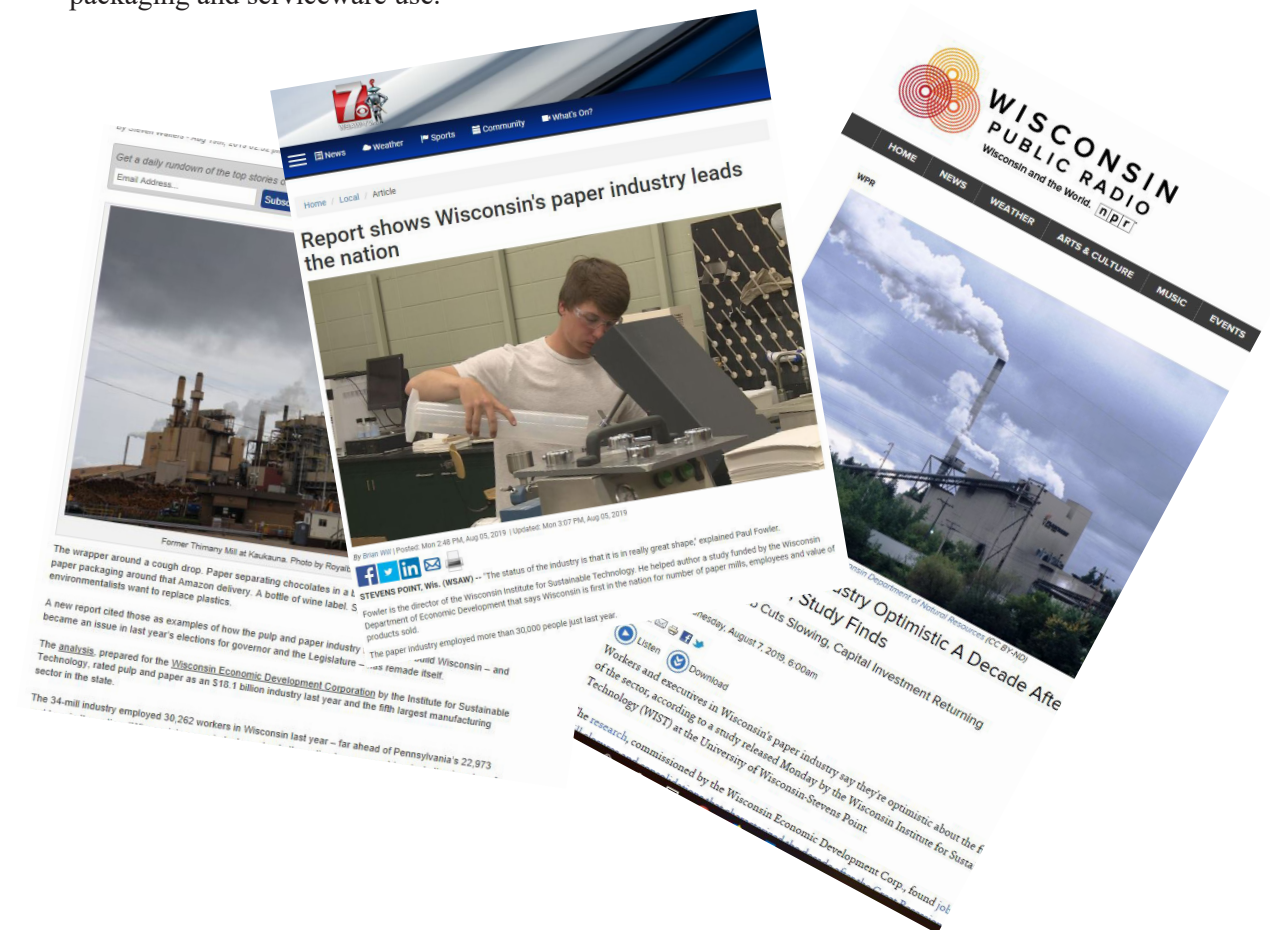 packaging and serviceware use.
Get a daily rundown of the top stories
Email Address...
Former Thimany Mill at Kaukauna. Photo by
The wrapper around a cough drop. Paper separating chocolates in a
paper packaging around that Amazon delivery. A bottle of wine label.
environmentalists want to replace plastics.
A new report cited those as examples of how the pulp and paper industry
build Wisconsin – and
became an issue in last year's elections for governor and the Legislature –
remade itself.
The analysis, prepared for the Wisconsin Economic Development Corporation by the Institute for Sustainable
Technology, rated pulp and paper as an $18.1 billion industry last year and the fifth largest manufacturing
sector in the state.
The 34-mill industry employed 30,262 workers in Wisconsin last year – far ahead of Pennsylvania's 22,973
7
News
Weather
Sports
Community
What's On?
Home / Local / Article
Report shows Wisconsin's paper industry leads
the nation
By Brian Will | Posted: Mon 2:48 PM, Aug 05, 2019 | Updated: Mon 3:07 PM, Aug 05, 2019
STEVENS POINT, Wis. (WSAW) -- "The status of the industry is that it is in really great shape," explained Paul Fowler.
Fowler is the director of the Wisconsin Institute for Sustainable Technology. He helped author a study funded by the Wisconsin
Department of Economic Development that says Wisconsin is first in the nation for number of paper mills, employees and value of
products sold.
The paper industry employed more than 30,000 people just last year.
WISCONSIN
PUBLIC RADIO
Wisconsin and the World. npr
HOME
NEWS
WEATHER
ARTS & CULTURE
MUSIC
EVENTS
WPR
Department of Natural Resources (CC BY-ND)
Optimistic A Decade
Study Finds
Cuts Slowing, Capital Investment Returning
August 7, 2019, 6:00am
Listen
Download
Workers and executives in Wisconsin's paper industry say they're optimistic about the
of the sector, according to a study released Monday by the Wisconsin Institute for
Technology (WIST) at the University of Wisconsin-Stevens Point.
research, commissioned by the Wisconsin Economic Development Corp., found